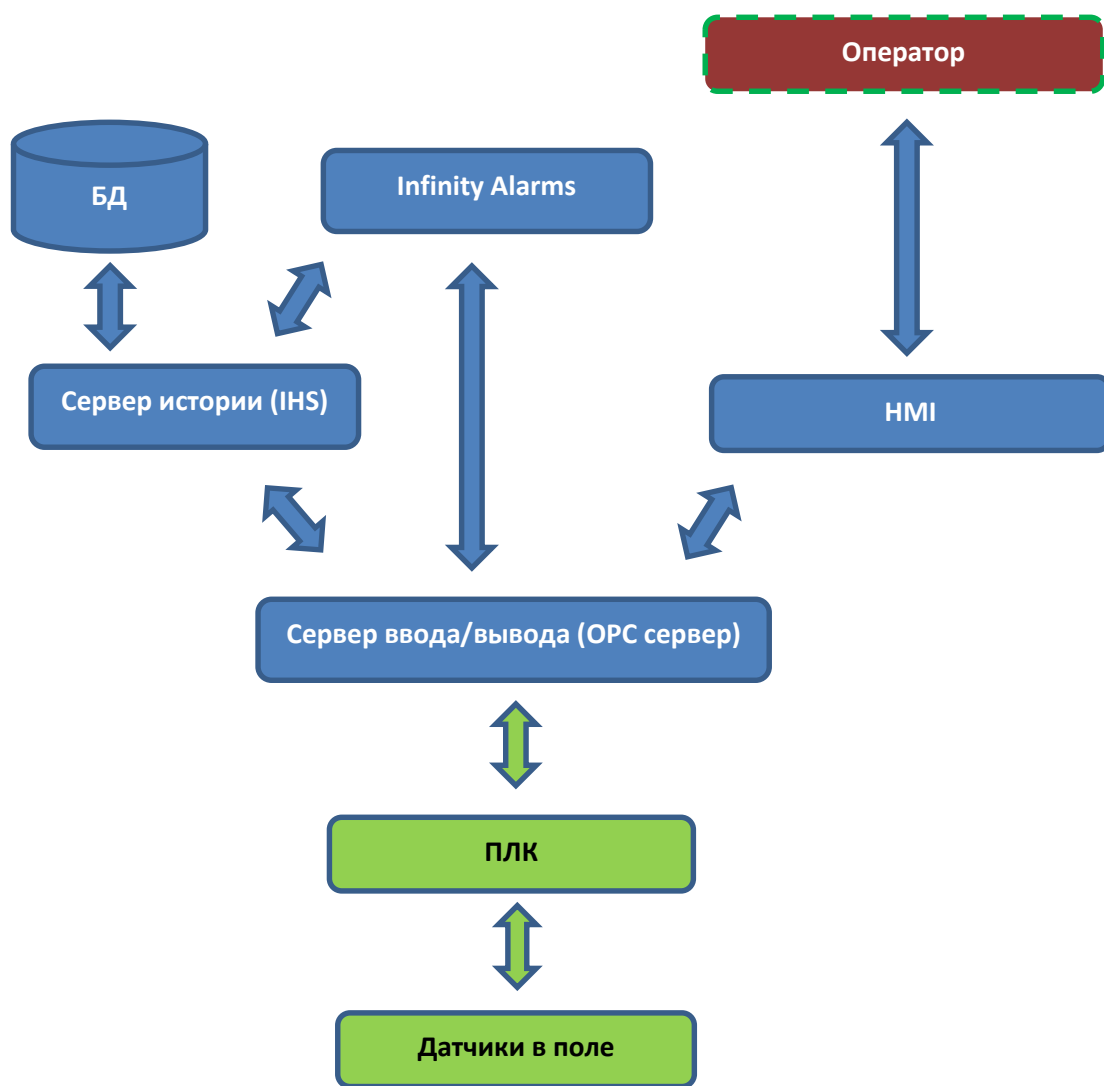 Оператор
БД
Infinity Alarms
Сервер истории (IHS)
HMI
Сервер ввода/вывода (OPC сервер)
ПЛК
Датчики в поле